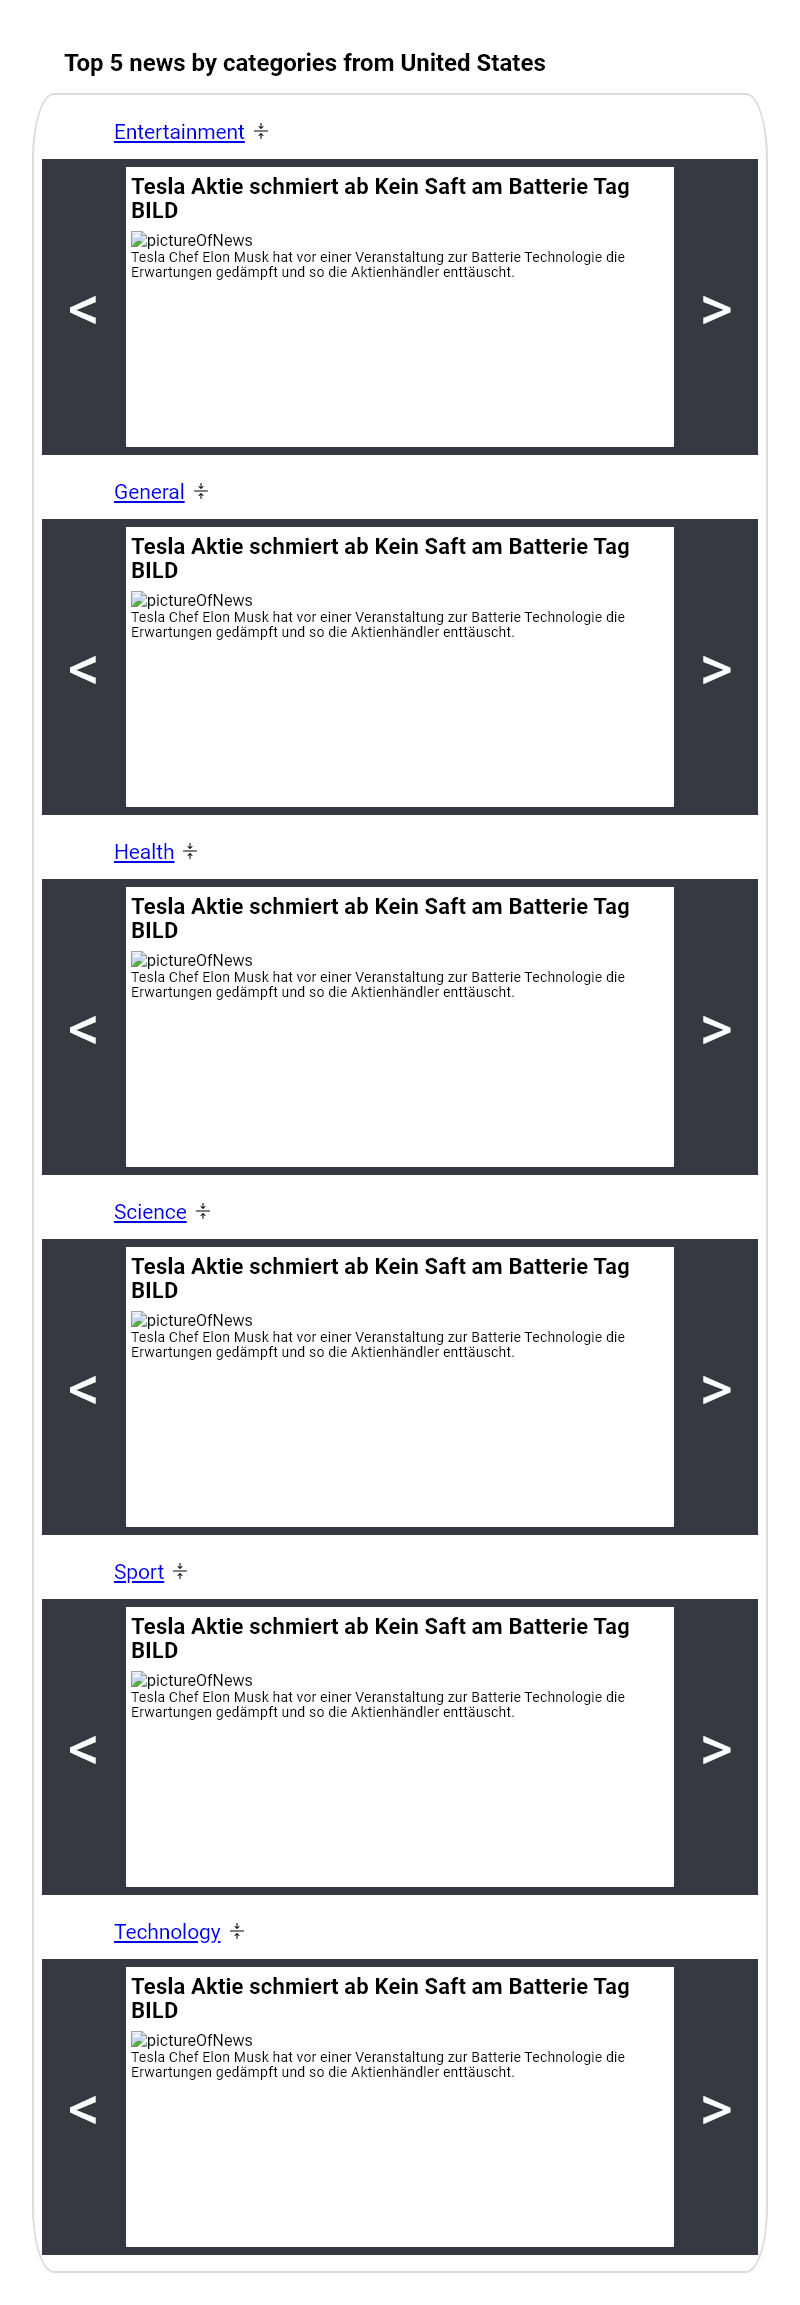 Top 5 news by categories from United States
Entertainment
Tesla Aktie schmiert ab Kein Saft am Batterie Tag
BILD
pictureOfNews
Tesla Chef Elon Musk hat vor einer Veranstaltung zur Batterie Technologie die
Erwartungen gedämpft und so die Aktienhändler enttäuscht.
< >
General
Tesla Aktie schmiert ab Kein Saft am Batterie Tag
BILD
pictureOfNews
Tesla Chef Elon Musk hat vor einer Veranstaltung zur Batterie Technologie die
Erwartungen gedämpft und so die Aktienhändler enttäuscht.
< >
Health
Tesla Aktie schmiert ab Kein Saft am Batterie Tag
BILD
pictureOfNews
Tesla Chef Elon Musk hat vor einer Veranstaltung zur Batterie Technologie die
Erwartungen gedämpft und so die Aktienhändler enttäuscht.
< >
Science
Tesla Aktie schmiert ab Kein Saft am Batterie Tag
BILD
pictureOfNews
Tesla Chef Elon Musk hat vor einer Veranstaltung zur Batterie Technologie die
Erwartungen gedämpft und so die Aktienhändler enttäuscht.
< >
Sport
Tesla Aktie schmiert ab Kein Saft am Batterie Tag
BILD
pictureOfNews
Tesla Chef Elon Musk hat vor einer Veranstaltung zur Batterie Technologie die
Erwartungen gedämpft und so die Aktienhändler enttäuscht.
< >
Technology
Tesla Aktie schmiert ab Kein Saft am Batterie Tag
BILD
pictureOfNews
Tesla Chef Elon Musk hat vor einer Veranstaltung zur Batterie Technologie die
Erwartungen gedämpft und so die Aktienhändler enttäuscht.
< >